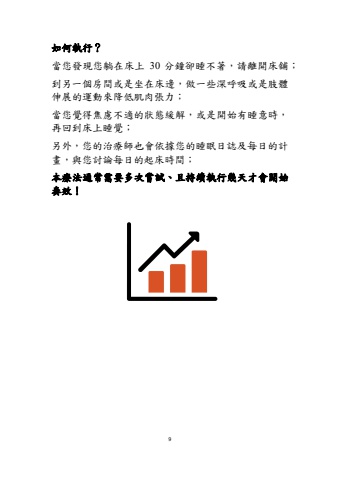 如何執行？
當您發現您躺在床上 30 分鐘卻睡不著，請離開床鋪；
到另一個房間或是坐在床邊，做一些深呼吸或是肢體
伸展的運動來降低肌肉張力；
當您覺得焦慮不適的狀態緩解，或是開始有睡意時，
再回到床上睡覺；
另外，您的治療師也會依據您的睡眠日誌及每日的計
畫，與您討論每日的起床時間；
本療法通常需要多次嘗試、且持續執行幾天才會開始
奏效！
9